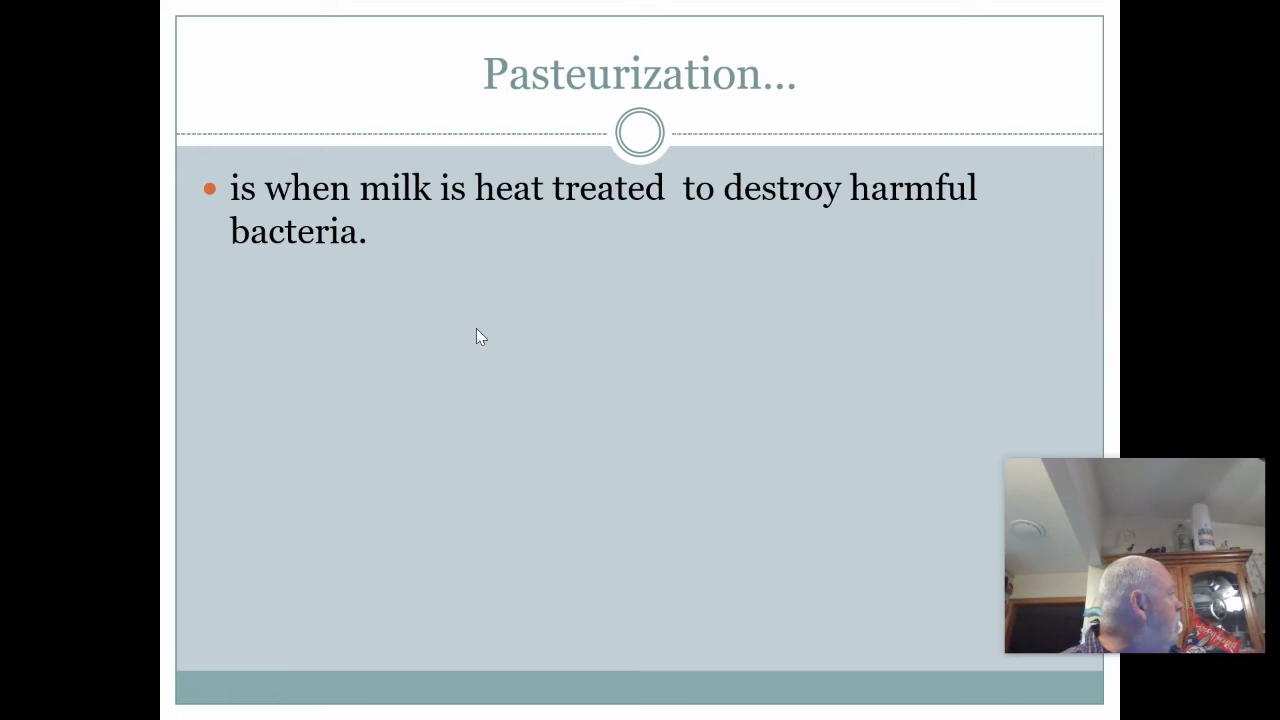 Pasteurization...
is when milk is heat treated  to destroy harmful
bacteria.